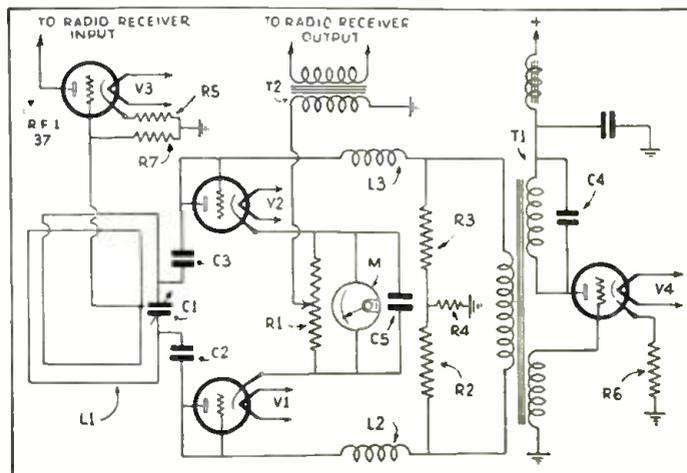 TO RADIO RECEIVER
INPUT
TO RADIO RECEIVER
OUTPUT
+
V3
R5
T2
RF1
37
R7
T1
L3
C4
V2
R3
C3
M
V4
C1
R1
C5
R4
C2
R2
R6
L1
V1
L2